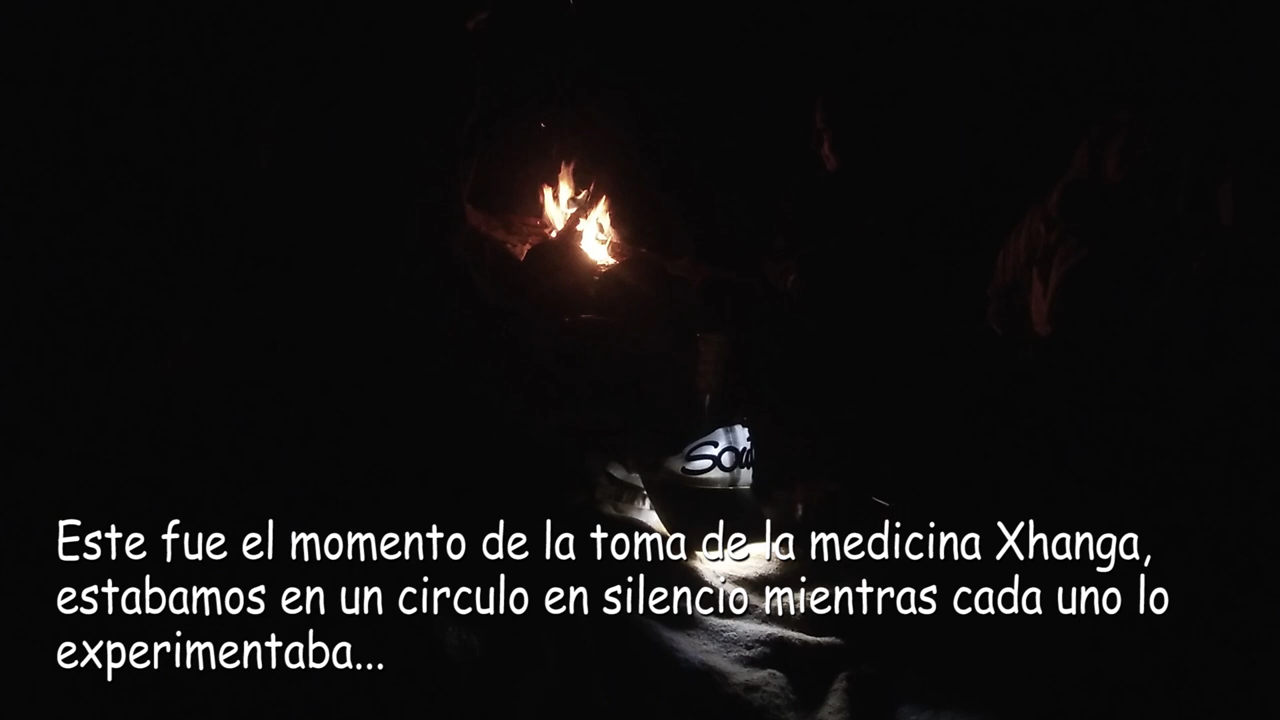 Este fue el momento de la toma de la medicina Xhanga,
estabamos en un circulo en silencio mientras cada uno lo
experimentaba...